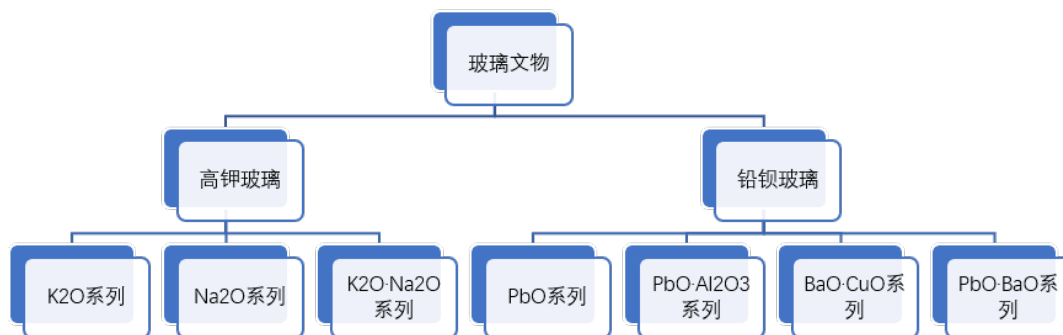 玻璃文物
高钾玻璃
铅钡玻璃
K2O系列
Na2O系列
K2O·Na2O
系列
PbO系列
PbO·Al2O3
系列
BaO·CuO系
列
PbO·BaO系
列